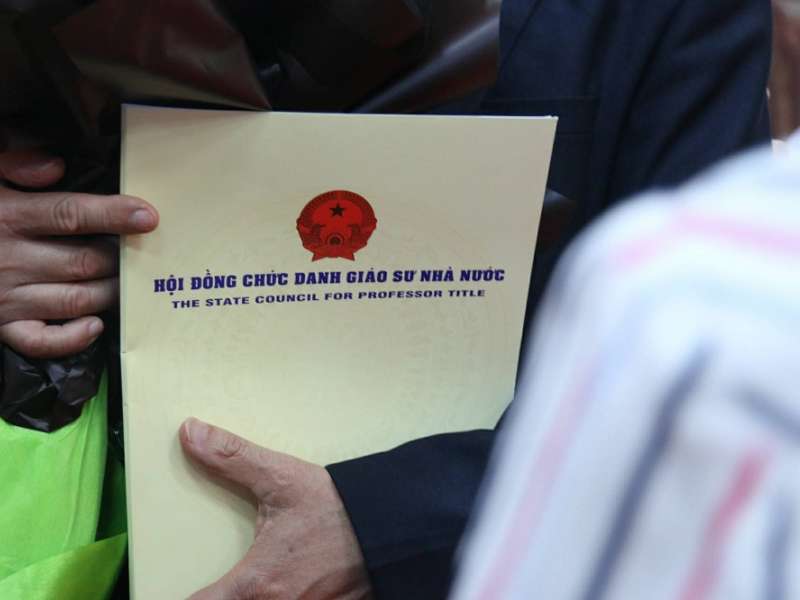 HỘI ĐỒNG CHỨC DANH GIÁO SƯ NHÀ NƯỚC
THE STATE COUNCIL FOR PROFESSOR TITLE